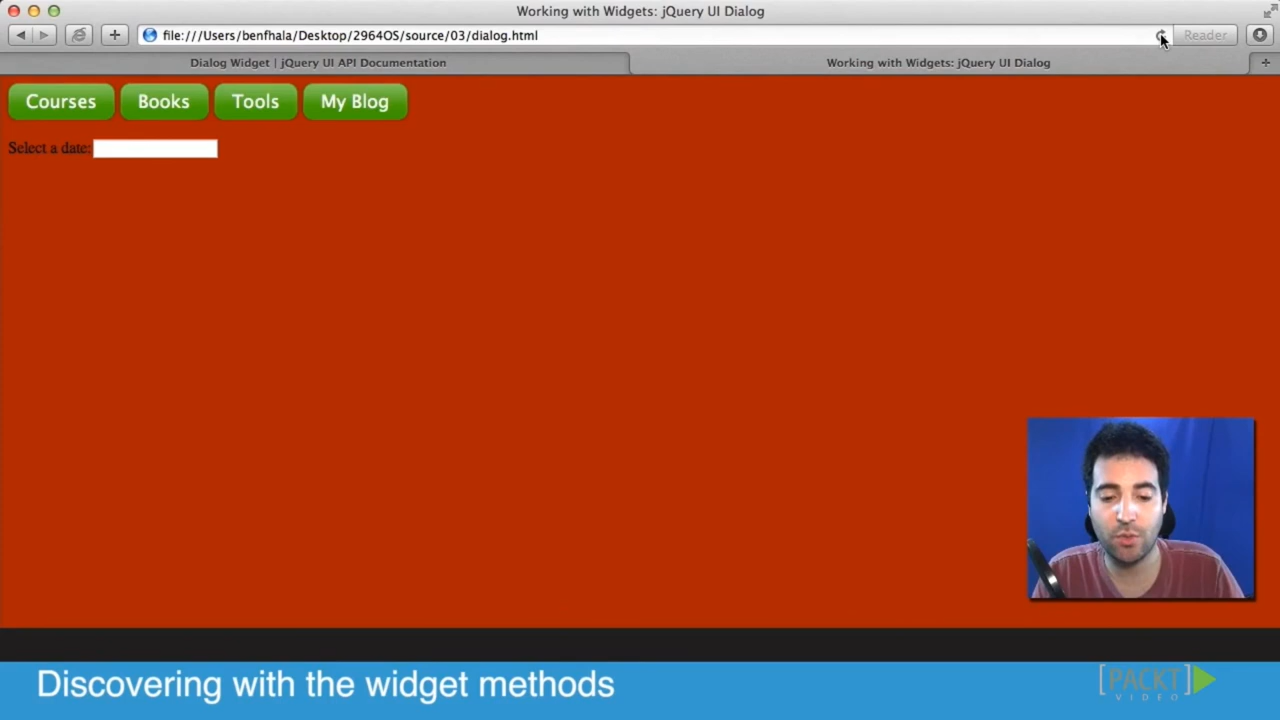 Working with Widgets: jQuery UI Dialog
file:///Users/benfhala/Desktop/2964OS/source/03/dialog.html
Reader
Dialog Widget | jQuery UI API Documentation
Working with Widgets: jQuery UI Dialog
Courses
Books
Tools
My Blog
Select a date:
Discovering with the widget methods
[PACKT]
VIDEO